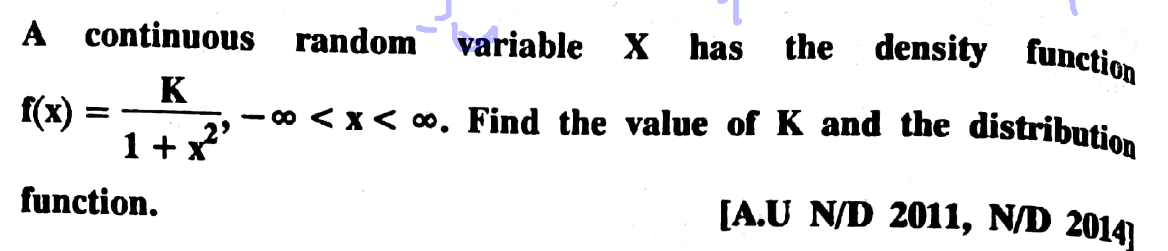 A continuous random variable X has the density function
f(x) = K / (1 + x²), −∞ < x < ∞. Find the value of K and the distribution
function. [A.U N/D 2011, N/D 2014]